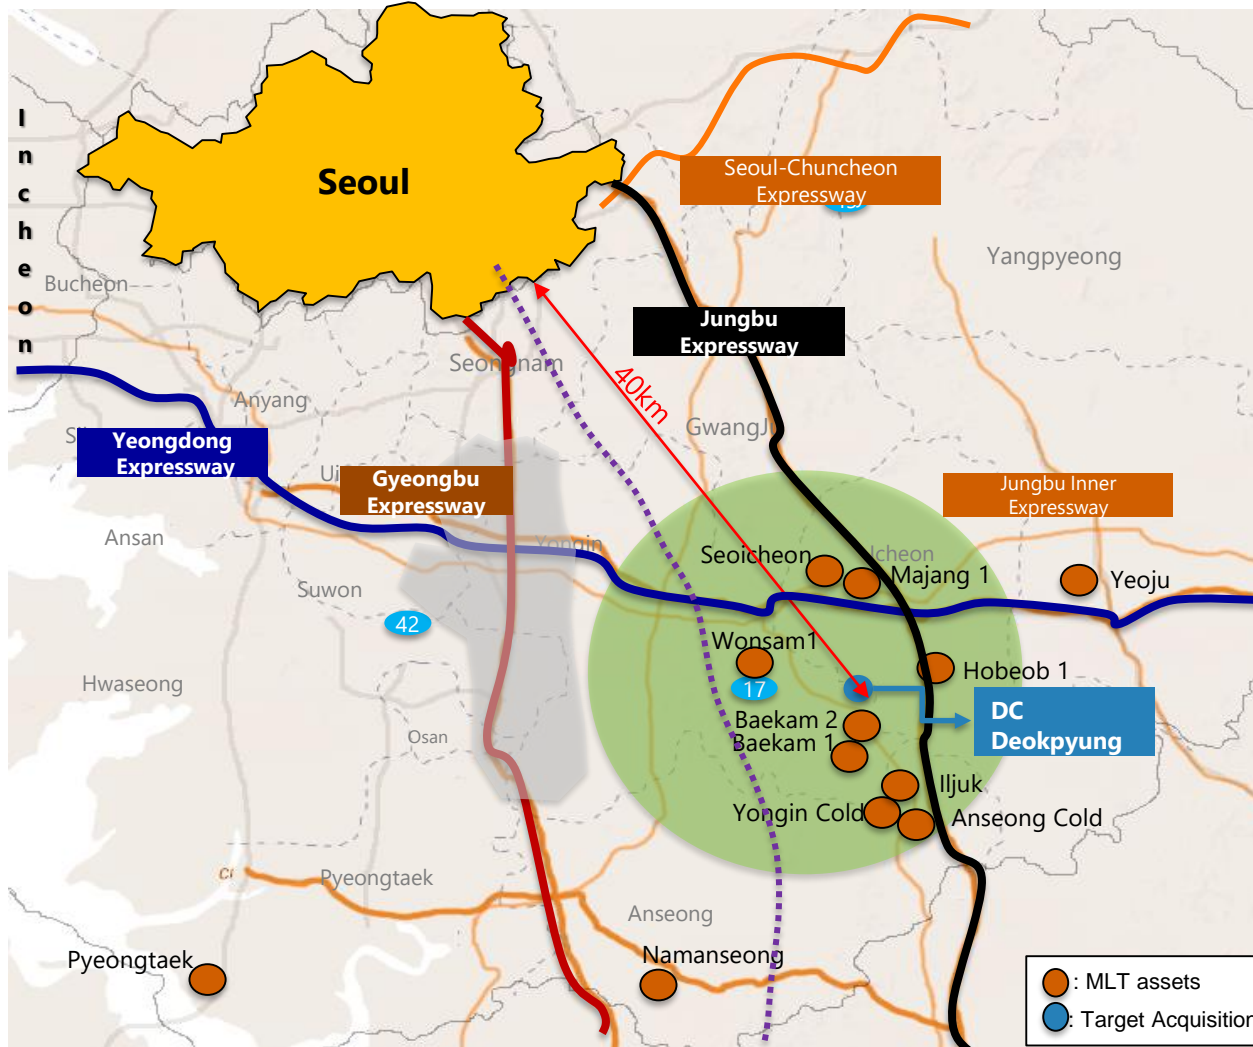 Incheon
Seoul
Seoul-Chuncheon
Expressway
Yangpyeong
Bucheon
Jungbu
Expressway
Seongnam
40km
Anyang
GwangJ
Yeongdong
Expressway
Gyeongbu
Expressway
Jungbu Inner
Expressway
Ansan
Yongin
Icheon
Seoicheon
Majang 1
Yeoju
Suwon
42
Wonsam1
Hobeob 1
17
Hwaseong
DC
Deokpyung
Baekam 2
Baekam 1
Osan
Iljuk
Yongin Cold
Anseong Cold
Pyeongtaek
Anseong
Namanseong
Pyeongtaek
: MLT assets
: Target Acquisition